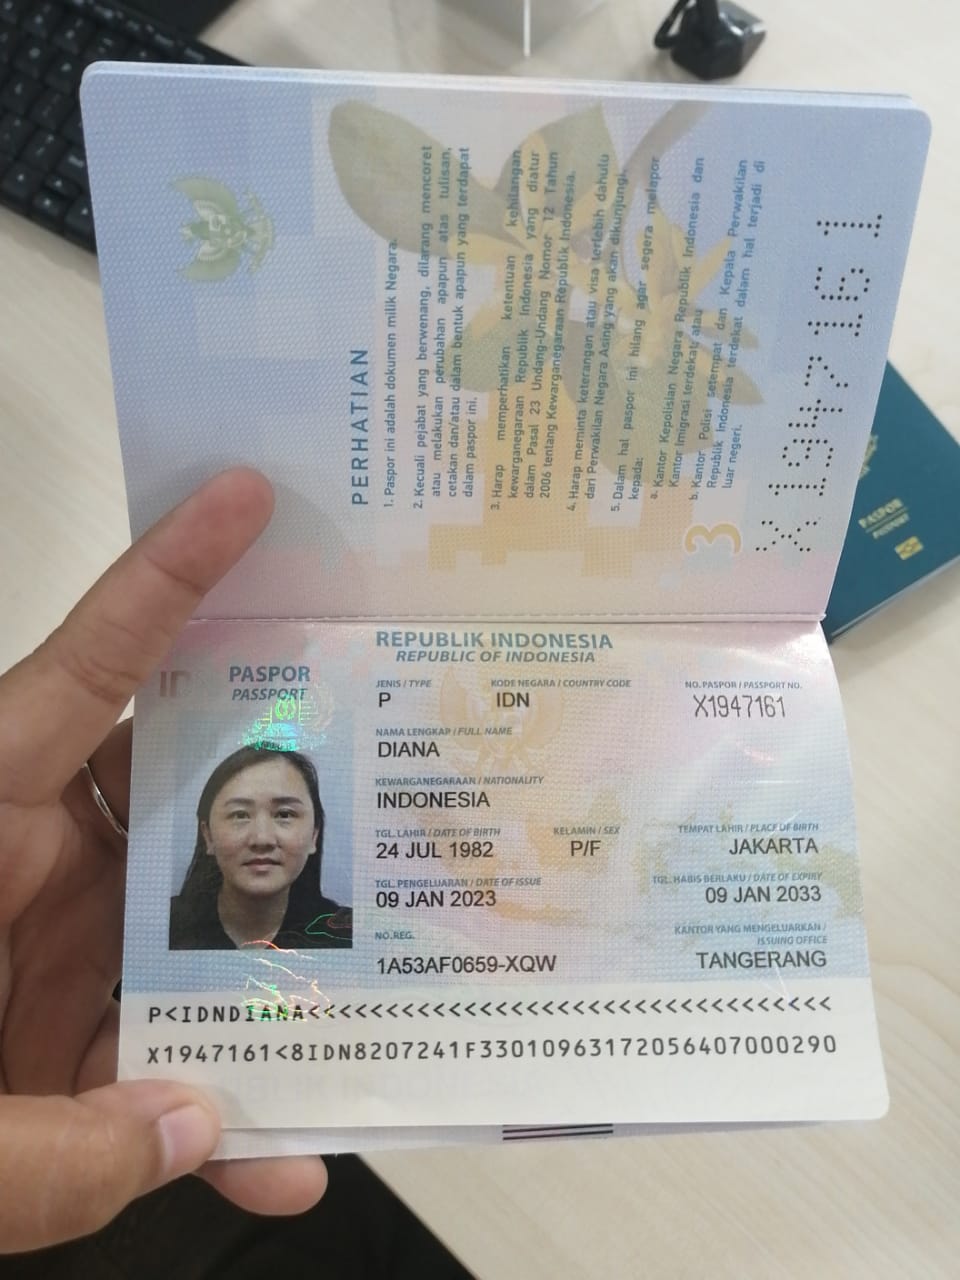 PERHATIAN
1. Paspor ini adalah dokumen milik Negara.
2. Kecuali pejabat yang berwenang, dilarang mencoret
atau melakukan perubahan apapun atas tulisan,
cetakan dan/atau dalam bentuk apapun yang terdapat
dalam paspor ini.
3. Harap memperhatikan ketentuan kehilangan
kewarganegaraan Republik Indonesia yang diatur
dalam Pasal 23 Undang-Undang Nomor 12 Tahun
2006 tentang Kewarganegaraan Republik Indonesia.
4. Harap meminta keterangan atau visa terlebih dahulu
dari Perwakilan Negara Asing yang akan dikunjungi.
5. Dalam hal paspor ini hilang agar segera melapor
kepada:
a. Kantor Kepolisian Negara Republik Indonesia dan
Kantor Imigrasi terdekat; atau
b. Kantor Polisi setempat dan Kepala Perwakilan
Republik Indonesia terdekat dalam hal terjadi di
luar negeri.
3
X1947161
PASPOR
PASSPORT
REPUBLIK INDONESIA
REPUBLIC OF INDONESIA
PASPOR
PASSPORT
JENIS / TYPE KODE NEGARA / COUNTRY CODE NO. PASPOR / PASSPORT NO.
P IDN X1947161
NAMA LENGKAP / FULL NAME
DIANA
KEWARGANEGARAAN / NATIONALITY
INDONESIA
TGL. LAHIR / DATE OF BIRTH KELAMIN / SEX TEMPAT LAHIR / PLACE OF BIRTH
24 JUL 1982 P/F JAKARTA
TGL. PENGELUARAN / DATE OF ISSUE TGL. HABIS BERLAKU / DATE OF EXPIRY
09 JAN 2023 09 JAN 2033
NO. REG. KANTOR YANG MENGELUARKAN /
ISSUING OFFICE
1A53AF0659-XQW TANGERANG
P<IDNDIANA<<<<<<<<<<<<<<<<<<<<<<<<<<<<<<<<<<
X1947161<8IDN8207241F3301096317205640700290